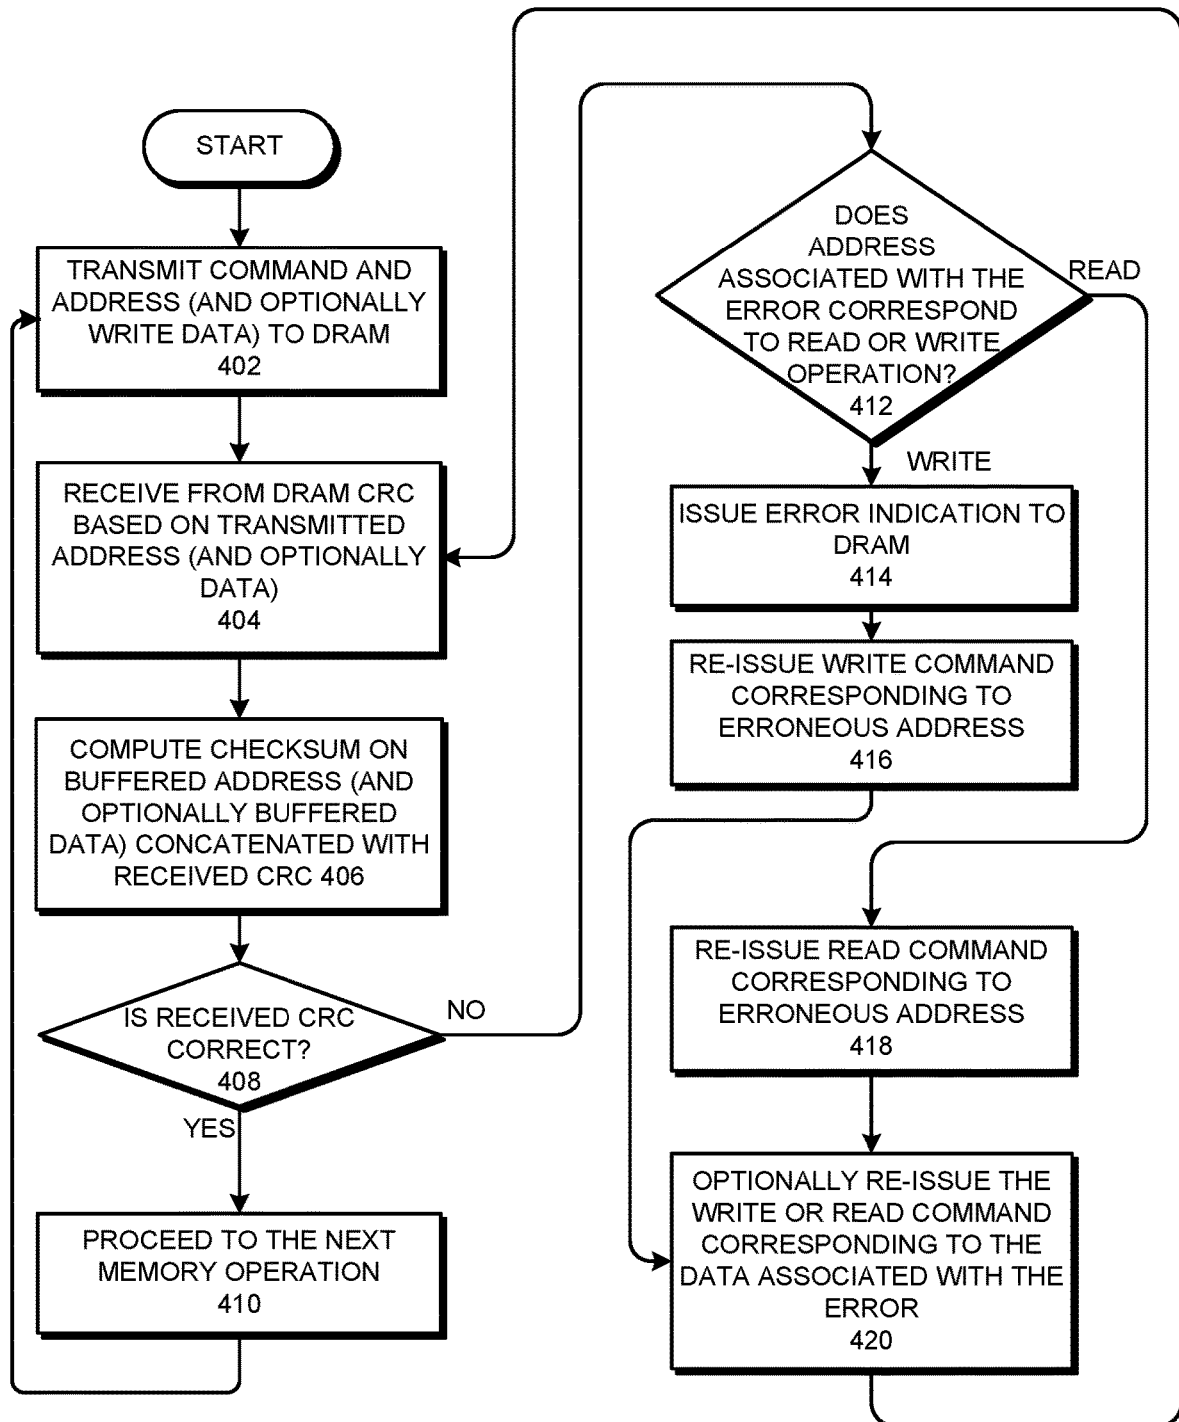 START
TRANSMIT COMMAND AND
ADDRESS (AND OPTIONALLY
WRITE DATA) TO DRAM
402
RECEIVE FROM DRAM CRC
BASED ON TRANSMITTED
ADDRESS (AND OPTIONALLY
DATA)
404
COMPUTE CHECKSUM ON
BUFFERED ADDRESS (AND
OPTIONALLY BUFFERED
DATA) CONCATENATED WITH
RECEIVED CRC 406
IS RECEIVED CRC
CORRECT?
408
NO
YES
PROCEED TO THE NEXT
MEMORY OPERATION
410
DOES
ADDRESS
ASSOCIATED WITH THE
ERROR CORRESPOND
TO READ OR WRITE
OPERATION?
412
READ
WRITE
ISSUE ERROR INDICATION TO
DRAM
414
RE-ISSUE WRITE COMMAND
CORRESPONDING TO
ERRONEOUS ADDRESS
416
RE-ISSUE READ COMMAND
CORRESPONDING TO
ERRONEOUS ADDRESS
418
OPTIONALLY RE-ISSUE THE
WRITE OR READ COMMAND
CORRESPONDING TO THE
DATA ASSOCIATED WITH THE
ERROR
420